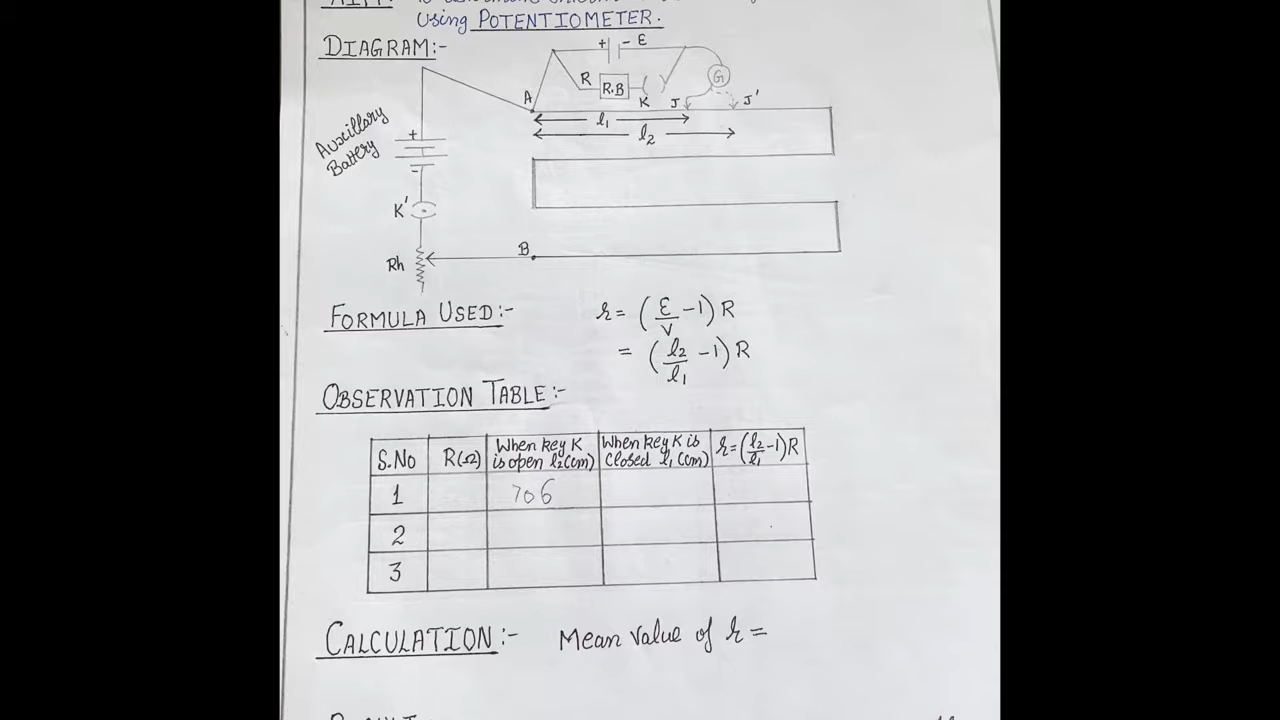 Using POTENTIOMETER.
DIAGRAM:-
+ - E
R R.B K J G J'
A
l₁
l₂
Auxcillary
Battery
+
-
K'
Rh
B
FORMULA USED:- r = (E/V -1) R
= (l₂/l₁ -1) R
OBSERVATION TABLE:-
S.No R(Ω) When key K is open l₂(cm) When key K is closed l₁ (cm) r=(l₂/l₁-1)R
1 706
2
3
CALCULATION:- Mean value of r =